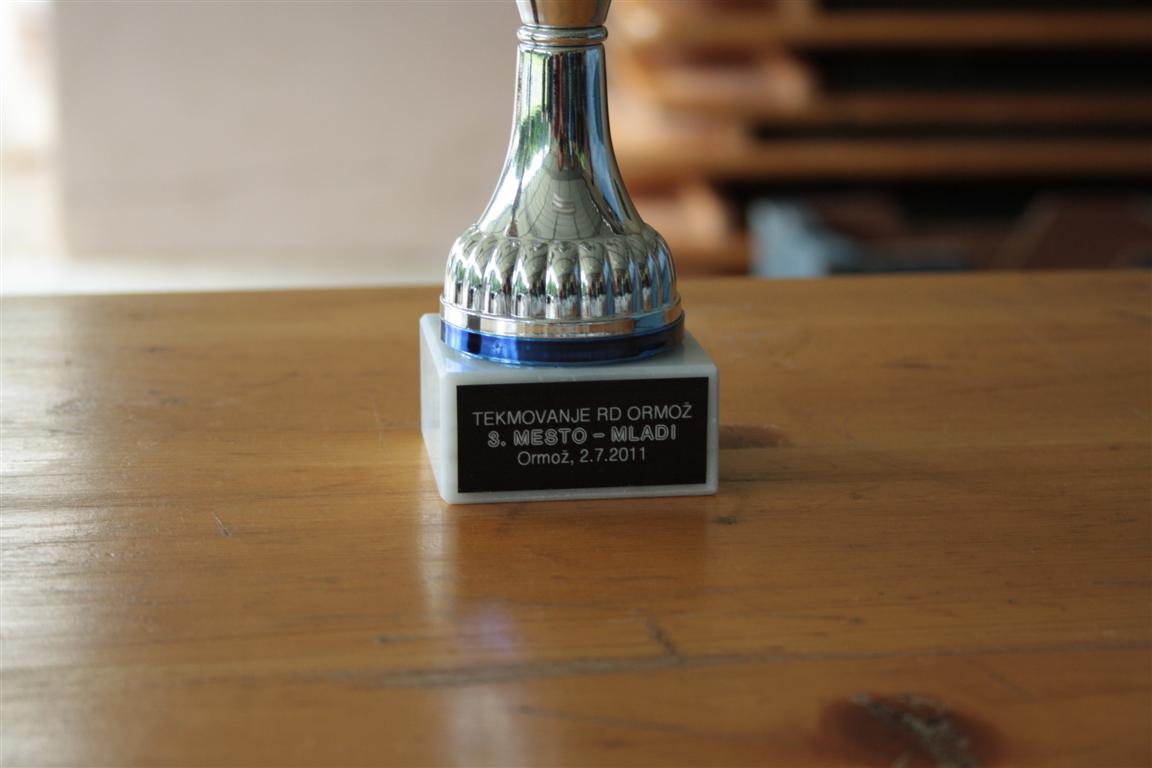 TEKMOVANJE RD ORMOŽ
3. MESTO - MLADI
Ormož, 2.7.2011